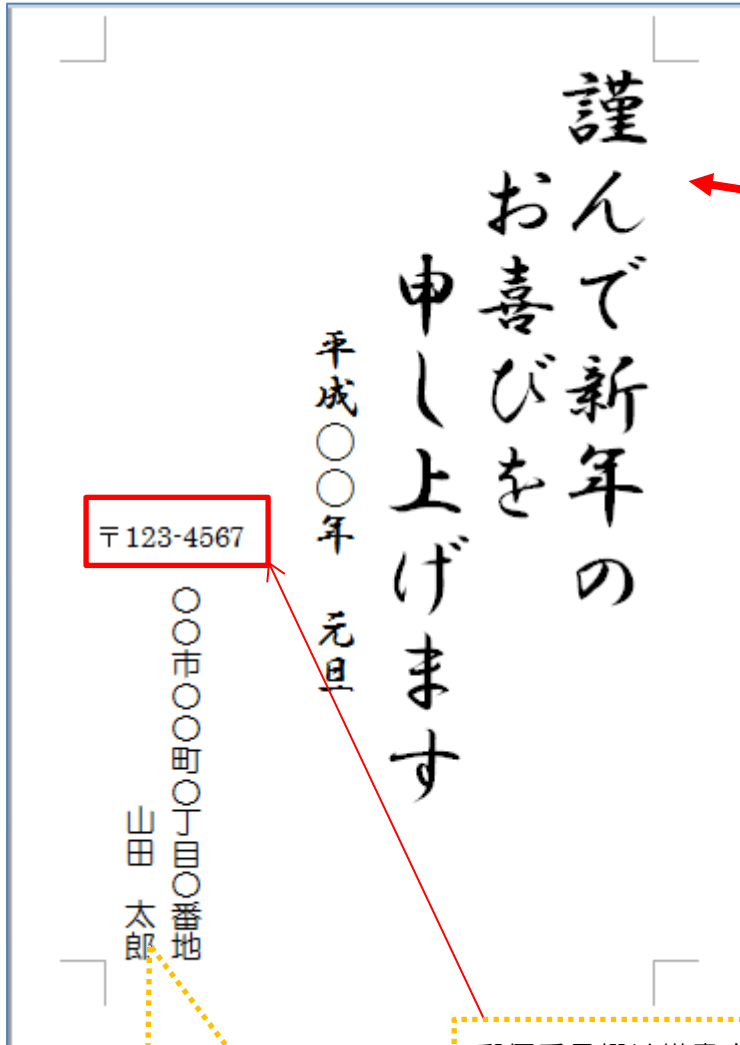 謹んで新年の
お喜びを
申し上げます
平成〇〇年　元旦
〒123-4567
〇〇市〇〇町〇丁目〇番地
山田　太郎